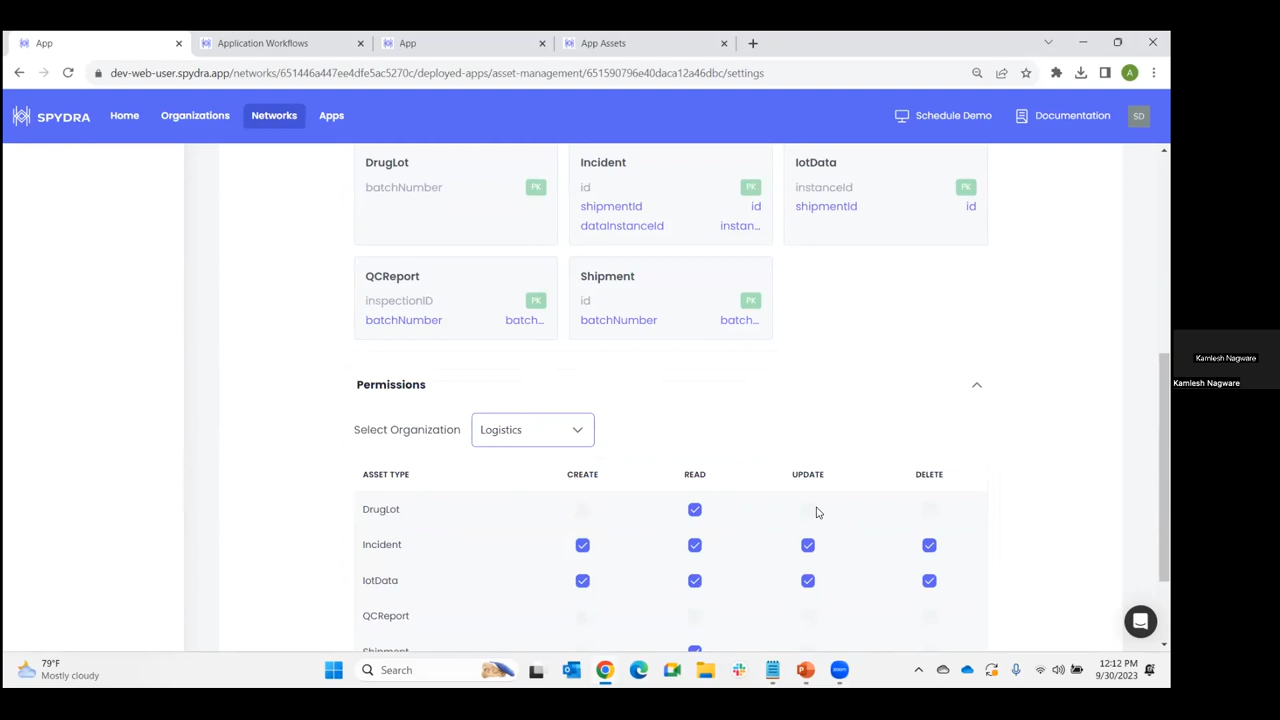 App
Application Workflows
App
App Assets
dev-web-user.spydra.app/networks/651446a447ee4dfe5ac5270c/deployed-apps/asset-management/651590796e40daca12a46dbc/settings
A
SPYDRA
Home
Organizations
Networks
Apps
Schedule Demo
Documentation
SD
DrugLot
batchNumber PK
Incident
id PK
shipmentId id
dataInstanceId instan...
IotData
instanceId PK
shipmentId id
QCReport
inspectionID PK
batchNumber batch...
Shipment
id PK
batchNumber batch...
Permissions
Select Organization Logistics
ASSET TYPE CREATE READ UPDATE DELETE
DrugLot
Incident
IotData
QCReport
Shipment
Kamlesh Nagware
Kamlesh Nagware
79°F
Mostly cloudy
Search
12:12 PM
9/30/2023